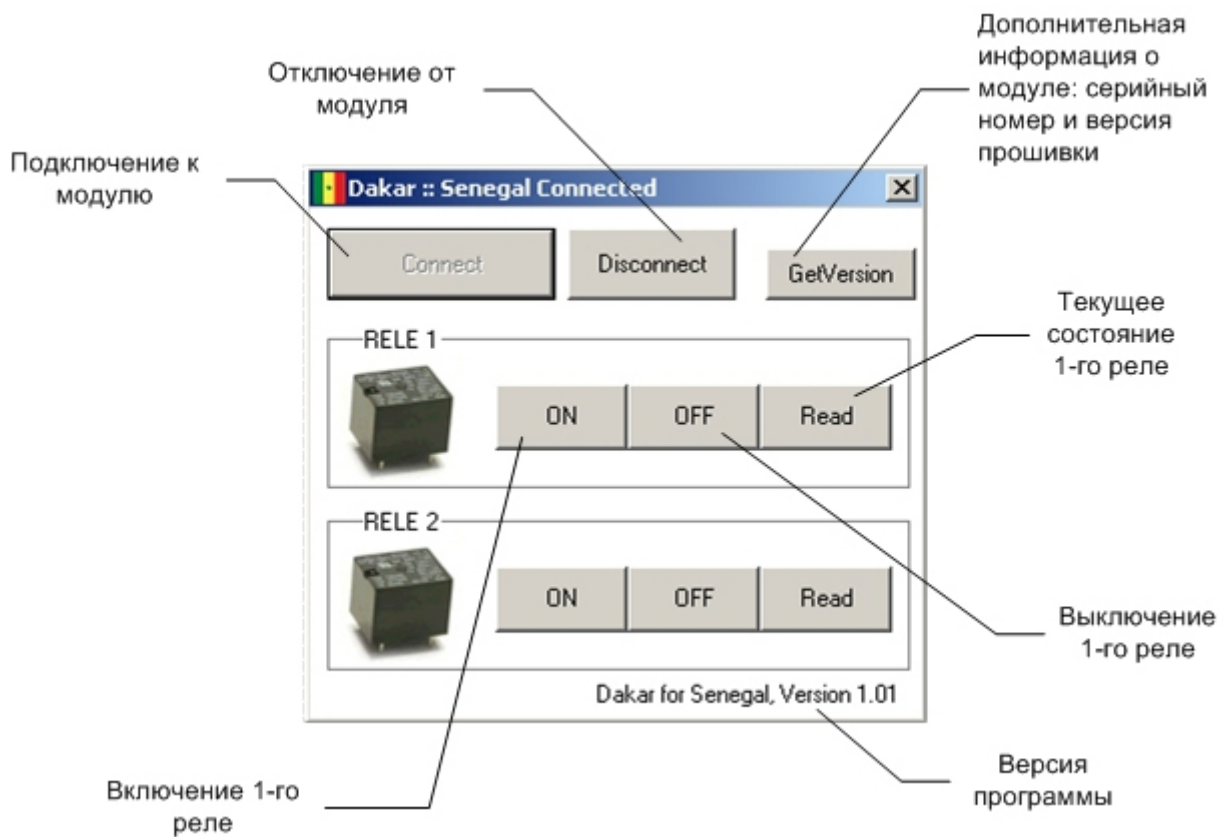 Дополнительная
информация о
модуле: серийный
номер и версия
прошивки
Отключение от
модуля
Подключение к
модулю
Dakar :: Senegal Connected
Connect
Disconnect
GetVersion
Текущее
состояние
1-го реле
RELE 1
ON
OFF
Read
RELE 2
ON
OFF
Read
Выключение
1-го реле
Dakar for Senegal, Version 1.01
Версия
программы
Включение 1-го
реле